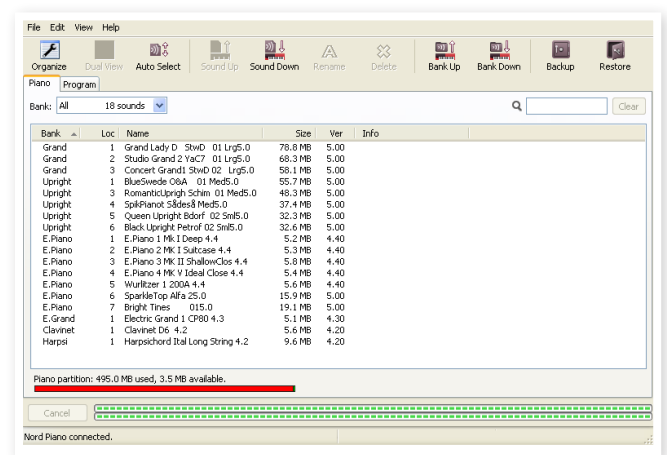 File Edit View Help
Organize Dual View Auto Select Sound Up Sound Down Rename Delete Bank Up Bank Down Backup Restore
Piano Program
Bank: All 18 sounds Clear
Bank Loc Name Size Ver Info
Grand 1 Grand Lady D StwD 01 Lrg5.0 78.8 MB 5.00
Grand 2 Studio Grand 2 YaC7 01 Lrg5.0 68.3 MB 5.00
Grand 3 Concert Grand1 StwD 02 Lrg5.0 58.1 MB 5.00
Upright 1 BlueSwede O&A 01 Med5.0 55.7 MB 5.00
Upright 3 RomanticUprigh Schim 01 Med5.0 48.3 MB 5.00
Upright 4 SpikPianot Sådeså Med5.0 37.4 MB 5.00
Upright 5 Queen Upright Bdorf 02 Sml5.0 32.3 MB 5.00
Upright 6 Black Upright Petrof 02 Sml5.0 32.6 MB 5.00
E.Piano 1 E.Piano 1 Mk I Deep 4.4 5.2 MB 4.40
E.Piano 2 E.Piano 2 MK I Suitcase 4.4 5.3 MB 4.40
E.Piano 3 E.Piano 3 MK II ShallowClos 4.4 5.8 MB 4.40
E.Piano 4 E.Piano 4 MK V Ideal Close 4.4 5.4 MB 4.40
E.Piano 5 Wurlitzer 1 200A 4.4 5.6 MB 4.40
E.Piano 6 SparkleTop Alfa 25.0 15.9 MB 5.00
E.Piano 7 Bright Tines 015.0 19.1 MB 5.00
E.Grand 1 Electric Grand 1 CP80 4.3 5.1 MB 4.30
Clavinet 1 Clavinet D6 4.2 5.6 MB 4.20
Harpsi 1 Harpsichord Ital Long String 4.2 9.6 MB 4.20
Piano partition: 495.0 MB used, 3.5 MB available.
Cancel
Nord Piano connected.